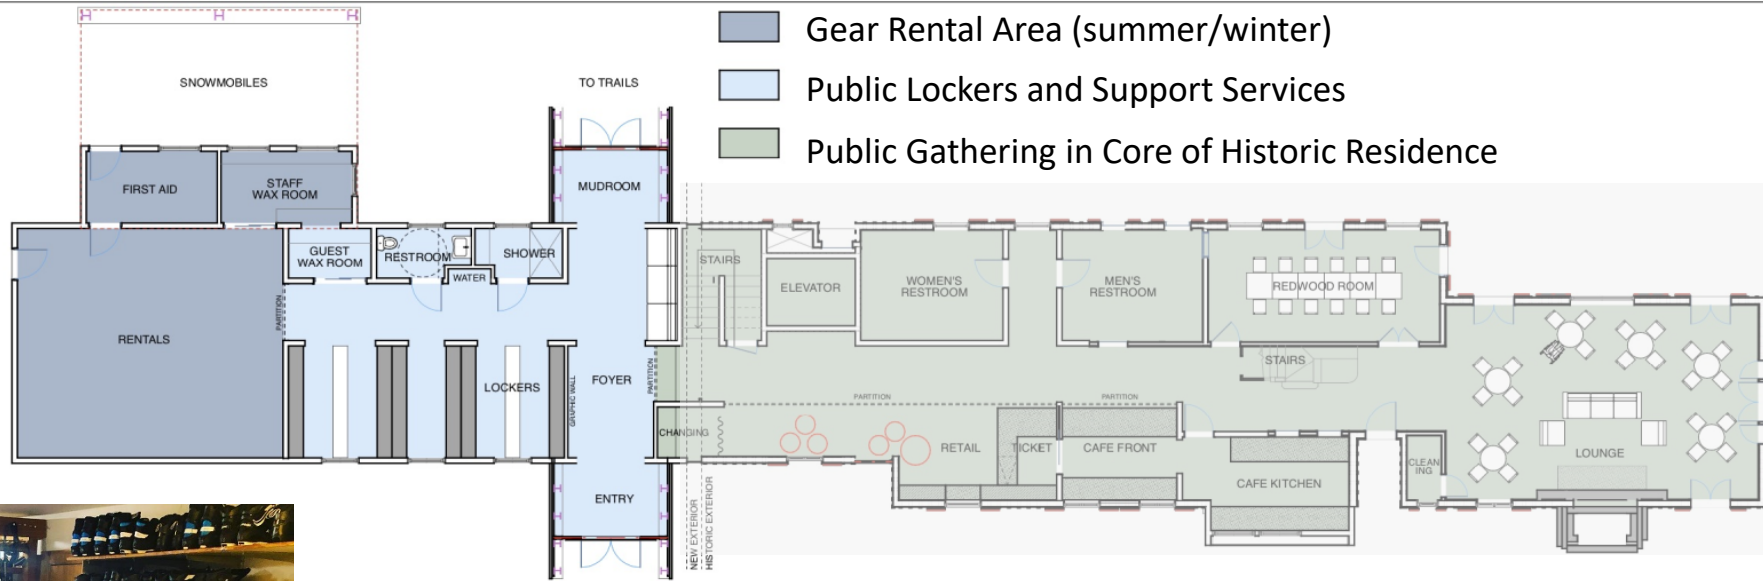 Gear Rental Area (summer/winter)
Public Lockers and Support Services
Public Gathering in Core of Historic Residence
SNOWMOBILES
TO TRAILS
FIRST AID
STAFF
WAX ROOM
MUDROOM
GUEST
WAX ROOM
RESTROOM
WATER
SHOWER
STAIRS
ELEVATOR
WOMEN'S
RESTROOM
MEN'S
RESTROOM
REDWOOD ROOM
PARTITION
RENTALS
LOCKERS
GRAPHIC WALL
FOYER
PARTITION
STAIRS
PARTITION
PARTITION
CHANGING
RETAIL
TICKET
CAFE FRONT
CAFE KITCHEN
CLEAN
ING
LOUNGE
ENTRY
NEW EXTERIOR
HISTORIC EXTERIOR